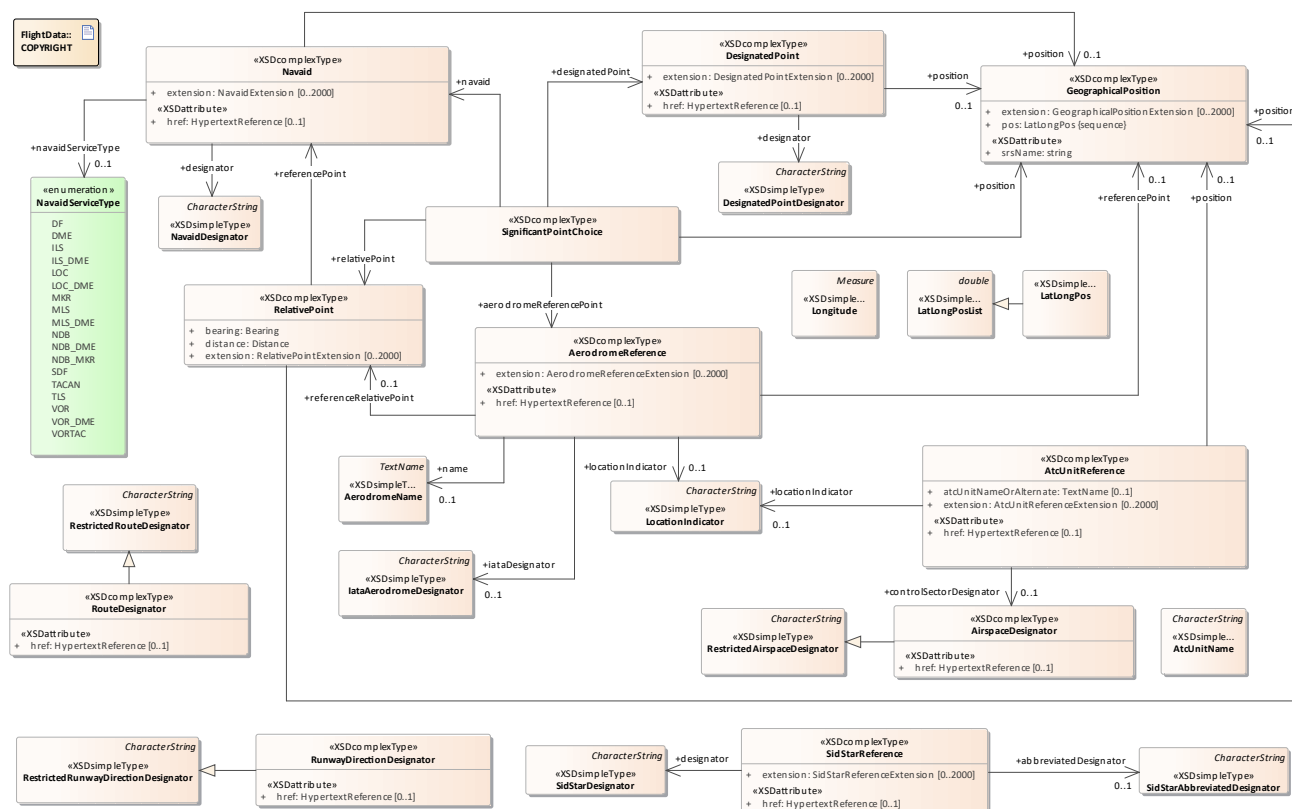 FlightData::
COPYRIGHT
«XSDcomplexType»
Navaid
+ extension: NavaidExtension [0..2000]
«XSDattribute»
+ href: HypertextReference [0..1]
+navaid
+designatedPoint
«XSDcomplexType»
DesignatedPoint
+ extension: DesignatedPointExtension [0..2000]
«XSDattribute»
+ href: HypertextReference [0..1]
+position
0..1
+position
0..1
«XSDcomplexType»
GeographicalPosition
+ extension: GeographicalPositionExtension [0..2000]
+ pos: LatLongPos {sequence}
«XSDattribute»
+ srsName: string
+position
0..1
+navaidServiceType
0..1
+designator
+referencePoint
+designator
+position
0..1
+referencePoint
0..1
+position
«enumeration»
NavaidServiceType
DF
DME
ILS
ILS_DME
LOC
LOC_DME
MKR
MLS
MLS_DME
NDB
NDB_DME
NDB_MKR
SDF
TACAN
TLS
VOR
VOR_DME
VORTAC
CharacterString
«XSDsimpleType»
NavaidDesignator
CharacterString
«XSDsimpleType»
DesignatedPointDesignator
«XSDcomplexType»
SignificantPointChoice
+relativePoint
+aerodromeReferencePoint
«XSDcomplexType»
RelativePoint
+ bearing: Bearing
+ distance: Distance
+ extension: RelativePointExtension [0..2000]
0..1
+referenceRelativePoint
Measure
«XSDsimple...
Longitude
double
«XSDsimple...
LatLongPosList
«XSDsimple...
LatLongPos
«XSDcomplexType»
AerodromeReference
+ extension: AerodromeReferenceExtension [0..2000]
«XSDattribute»
+ href: HypertextReference [0..1]
TextName
«XSDsimpleT...
AerodromeName
+name
0..1
+locationIndicator
0..1
CharacterString
«XSDsimpleType»
LocationIndicator
+locationIndicator
0..1
«XSDcomplexType»
AtcUnitReference
+ atcUnitNameOrAlternate: TextName [0..1]
+ extension: AtcUnitReferenceExtension [0..2000]
«XSDattribute»
+ href: HypertextReference [0..1]
CharacterString
«XSDsimpleType»
RestrictedRouteDesignator
«XSDcomplexType»
RouteDesignator
«XSDattribute»
+ href: HypertextReference [0..1]
CharacterString
«XSDsimpleType»
IataAerodromeDesignator
+iataDesignator
0..1
+controlSectorDesignator
0..1
CharacterString
«XSDsimpleType»
RestrictedAirspaceDesignator
«XSDcomplexType»
AirspaceDesignator
«XSDattribute»
+ href: HypertextReference [0..1]
CharacterString
«XSDsimple...
AtcUnitName
CharacterString
«XSDsimpleType»
RestrictedRunwayDirectionDesignator
«XSDcomplexType»
RunwayDirectionDesignator
«XSDattribute»
+ href: HypertextReference [0..1]
CharacterString
«XSDsimpleType»
SidStarDesignator
+designator
«XSDcomplexType»
SidStarReference
+ extension: SidStarReferenceExtension [0..2000]
«XSDattribute»
+ href: HypertextReference [0..1]
+abbreviatedDesignator
0..1
CharacterString
«XSDsimpleType»
SidStarAbbreviatedDesignator